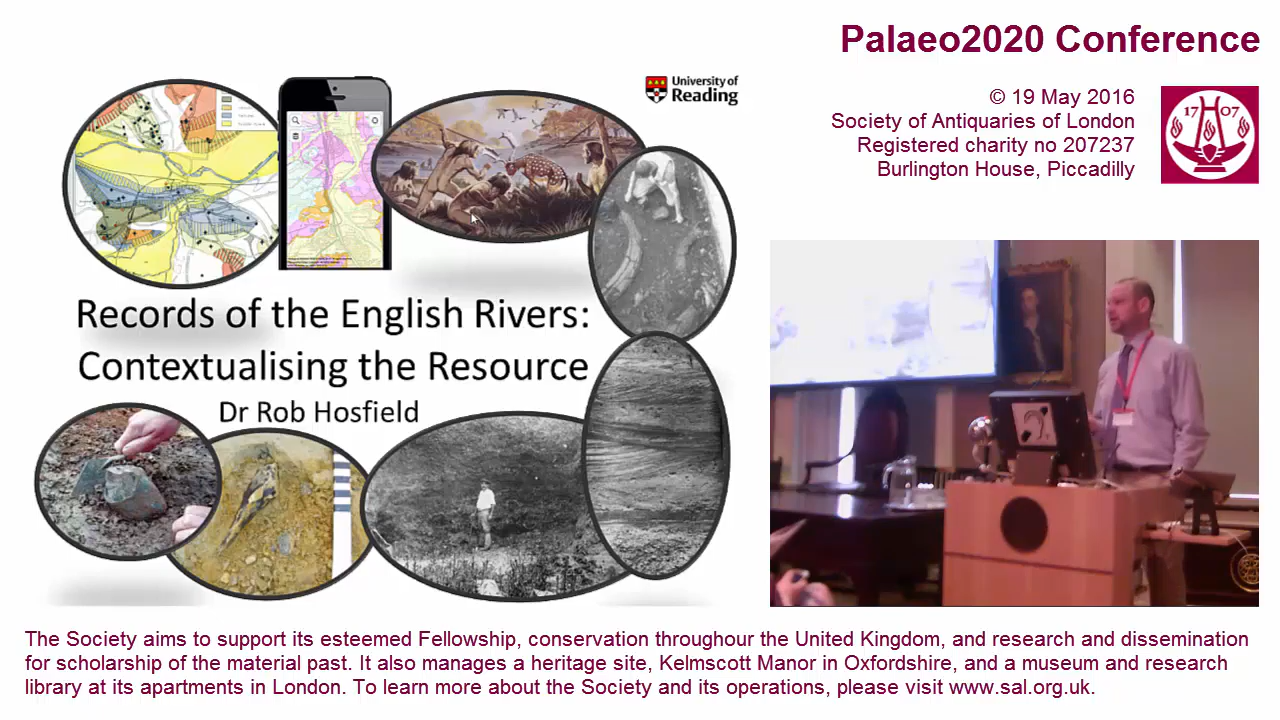 Palaeo2020 Conference
© 19 May 2016
Society of Antiquaries of London
Registered charity no 207237
Burlington House, Piccadilly
17 07
University of
Reading
Records of the English Rivers:
Contextualising the Resource
Dr Rob Hosfield
The Society aims to support its esteemed Fellowship, conservation throughour the United Kingdom, and research and dissemination
for scholarship of the material past. It also manages a heritage site, Kelmscott Manor in Oxfordshire, and a museum and research
library at its apartments in London. To learn more about the Society and its operations, please visit www.sal.org.uk.